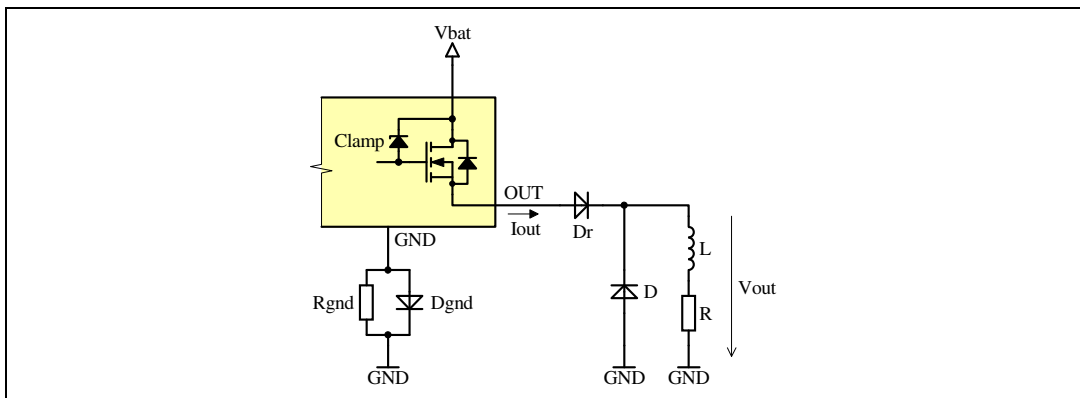 Vbat
Clamp
OUT
Iout
Dr
GND
L
Rgnd
Dgnd
D
R
Vout
GND
GND
GND